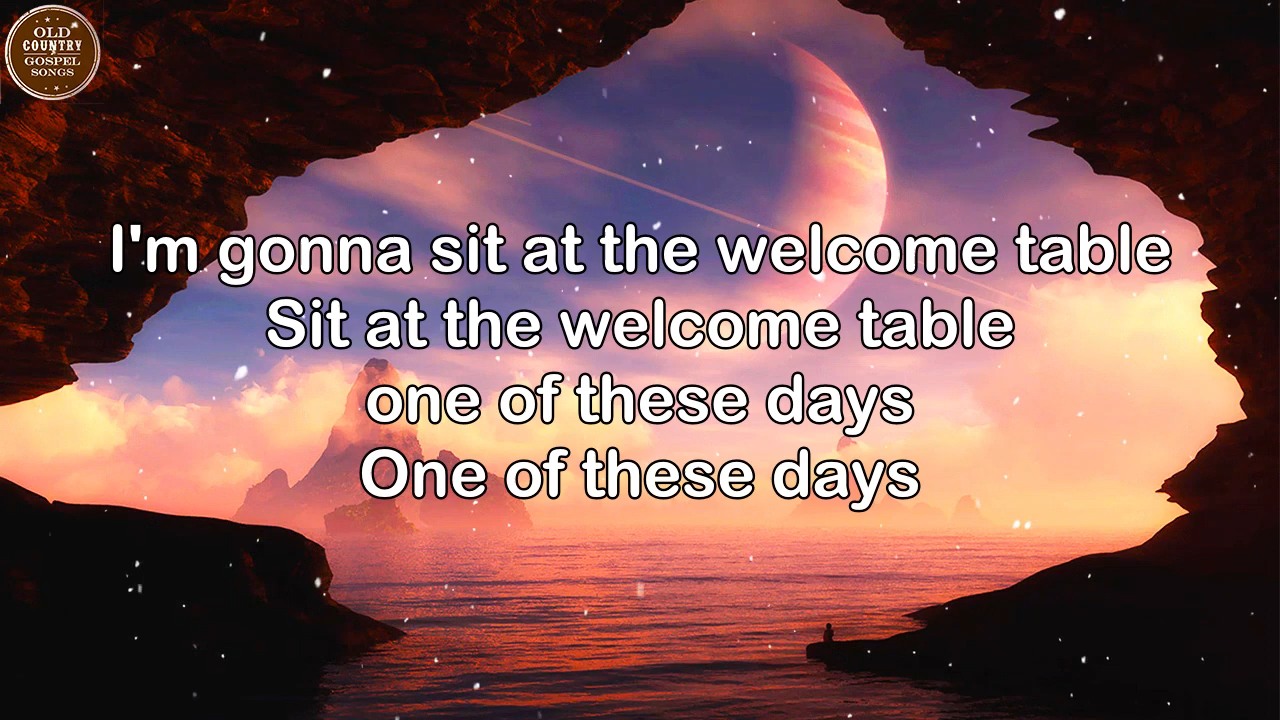 OLD
COUNTRY
GOSPEL
SONGS
I'm gonna sit at the welcome table
Sit at the welcome table
one of these days
One of these days